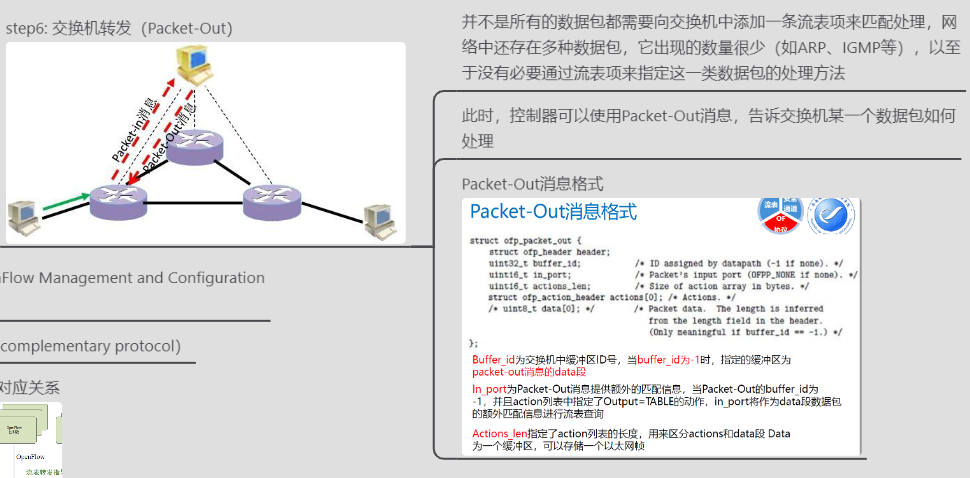 step6: 交换机转发（Packet-Out）
Packet-in消息
Packet-Out消息
nFlow Management and Configuration
complementary protocol)
对应关系
OpenFlow
流表转发指
并不是所有的数据包都需要向交换机中添加一条流表项来匹配处理，网
络中还存在多种数据包，它出现的数量很少（如ARP、IGMP等），以至
于没有必要通过流表项来指定这一类数据包的处理方法
此时，控制器可以使用Packet-Out消息，告诉交换机某一个数据包如何
处理
Packet-Out消息格式
Packet-Out消息格式
流表
通道
OF
协议
struct ofp_packet_out {
struct ofp_header header;
uint32_t buffer_id; /* ID assigned by datapath (-1 if none). */
uint16_t in_port; /* Packet's input port (OFPP_NONE if none). */
uint16_t actions_len; /* Size of action array in bytes. */
struct ofp_action_header actions[0]; /* Actions. */
/* uint8_t data[0]; */ /* Packet data. The length is inferred
from the length field in the header.
(Only meaningful if buffer_id == -1.) */
};
Buffer_id为交换机中缓冲区ID号，当buffer_id为-1时，指定的缓冲区为
packet-out消息的data段
In_port为Packet-Out消息提供额外的匹配信息，当Packet-Out的buffer_id为
-1，并且action列表中指定了Output=TABLE的动作，in_port将作为data段数据包
的额外匹配信息进行流表查询
Actions_len指定了action列表的长度，用来区分actions和data段 Data
为一个缓冲区，可以存储一个以太网帧